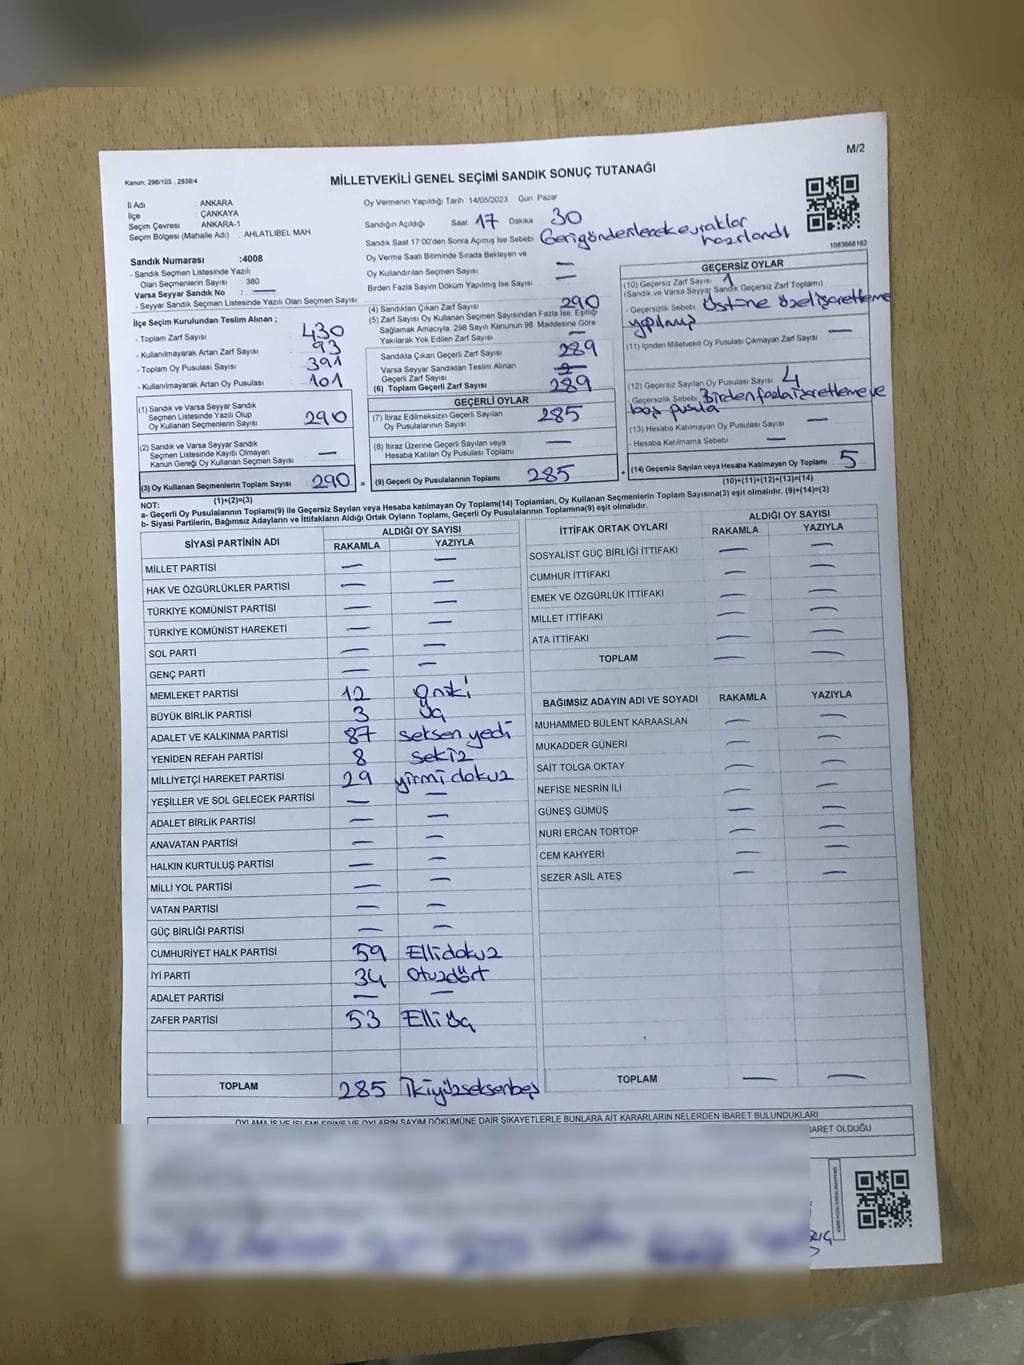 M/2
Kanun: 298/105 , 2839/4
MİLLETVEKİLİ GENEL SEÇİMİ SANDIK SONUÇ TUTANAĞI
İl Adı ANKARA
İlçe ÇANKAYA
Seçim Çevresi ANKARA-1
Seçim Bölgesi (Mahalle Adı) : AHLATLIBEL MAH
Oy Vermenin Yapıldığı Tarih 14/05/2023 Gün: Pazar
Sandığın Açıldığı Saat 17 Dakika 30
Sandık Saat 17:00'den Sonra Açılmış İse Sebebi Geri gönderilecek evraklar
hazırlandı
1083668182
Sandık Numarası :4008
- Sandık Seçmen Listesinde Yazılı
Olan Seçmenlerin Sayısı : 380
Varsa Seyyar Sandık No : —
- Seyyar Sandık Seçmen Listesinde Yazılı Olan Seçmen Sayısı
Oy Verme Saati Bitiminde Sırada Bekleyen ve
Oy Kullandırılan Seçmen Sayısı —
Birden Fazla Sayım Döküm Yapılmış İse Sayısı —
İlçe Seçim Kurulundan Teslim Alınan ;
- Toplam Zarf Sayısı 430
- Kullanılmayarak Artan Zarf Sayısı 93
- Toplam Oy Pusulası Sayısı 391
- Kullanılmayarak Artan Oy Pusulası 101
(1) Sandık ve Varsa Seyyar Sandık
Seçmen Listesinde Yazılı Olup
Oy Kullanan Seçmenlerin Sayısı 290
(2) Sandık ve Varsa Seyyar Sandık
Seçmen Listesinde Kayıtlı Olmayan
Kanun Gereği Oy Kullanan Seçmen Sayısı —
(3) Oy Kullanan Seçmenlerin Toplam Sayısı 290 =
(1)+(2)=(3)
(4) Sandıktan Çıkan Zarf Sayısı 290
(5) Zarf Sayısı Oy Kullanan Seçmen Sayısından Fazla İse, Eşitliği
Sağlamak Amacıyla, 298 Sayılı Kanunun 98. Maddesine Göre
Yakılarak Yok Edilen Zarf Sayısı —
Sandıkta Çıkan Geçerli Zarf Sayısı 289
Varsa Seyyar Sandıktan Teslim Alınan
Geçerli Zarf Sayısı
(6) Toplam Geçerli Zarf Sayısı 289
GEÇERLİ OYLAR
(7) İtiraz Edilmeksizin Geçerli Sayılan
Oy Pusulalarının Sayısı 285
(8) İtiraz Üzerine Geçerli Sayılan veya
Hesaba Katılan Oy Pusulası Toplamı —
(9) Geçerli Oy Pusulalarının Toplamı 285 +
GEÇERSİZ OYLAR
(10) Geçersiz Zarf Sayısı 1
(Sandık ve Varsa Seyyar Sandık Geçersiz Zarf Toplamı)
- Geçersizlik Sebebi Üstüne özel işaretleme
yapılmış
(11) İçinden Milletvekili Oy Pusulası Çıkmayan Zarf Sayısı —
(12) Geçersiz Sayılan Oy Pusulası Sayısı 4
- Geçersizlik Sebebi Birden fazla işaretleme ve
boş pusula
(13) Hesaba Katılmayan Oy Pusulası Sayısı —
- Hesaba Katılmama Sebebi —
(14) Geçersiz Sayılan veya Hesaba Katılmayan Oy Toplamı 5
(10)+(11)+(12)+(13)=(14)
NOT:
a- Geçerli Oy Pusulalarının Toplamı(9) ile Geçersiz Sayılan veya Hesaba Katılmayan Oy Toplamı(14) Toplamları, Oy Kullanan Seçmenlerin Toplam Sayısına(3) eşit olmalıdır. (9)+(14)=(3)
b- Siyasi Partilerin, Bağımsız Adayların ve İttifakların Aldığı Ortak Oyların Toplamı, Geçerli Oy Pusulalarının Toplamına(9) eşit olmalıdır.
SİYASİ PARTİNİN ADI ALDIĞI OY SAYISI
RAKAMLA YAZIYLA
MİLLET PARTİSİ — —
HAK VE ÖZGÜRLÜKLER PARTİSİ — —
TÜRKİYE KOMÜNİST PARTİSİ — —
TÜRKİYE KOMÜNİST HAREKETİ — —
SOL PARTİ — —
GENÇ PARTİ — —
MEMLEKET PARTİSİ 12 Oniki
BÜYÜK BİRLİK PARTİSİ 3 Üç
ADALET VE KALKINMA PARTİSİ 87 seksen yedi
YENİDEN REFAH PARTİSİ 8 sekiz
MİLLİYETÇİ HAREKET PARTİSİ 29 yirmi dokuz
YEŞİLLER VE SOL GELECEK PARTİSİ — —
ADALET BİRLİK PARTİSİ — —
ANAVATAN PARTİSİ — —
HALKIN KURTULUŞ PARTİSİ — —
MİLLİ YOL PARTİSİ — —
VATAN PARTİSİ — —
GÜÇ BİRLİĞİ PARTİSİ — —
CUMHURİYET HALK PARTİSİ 59 Ellidokuz
İYİ PARTİ 34 Otuzdört
ADALET PARTİSİ — —
ZAFER PARTİSİ 53 Elliüç
TOPLAM 285 İkiyüzseksenbeş
İTTİFAK ORTAK OYLARI ALDIĞI OY SAYISI
RAKAMLA YAZIYLA
SOSYALİST GÜÇ BİRLİĞİ İTTİFAKI — —
CUMHUR İTTİFAKI — —
EMEK VE ÖZGÜRLÜK İTTİFAKI — —
MİLLET İTTİFAKI — —
ATA İTTİFAKI — —
TOPLAM — —
BAĞIMSIZ ADAYIN ADI VE SOYADI RAKAMLA YAZIYLA
MUHAMMED BÜLENT KARAASLAN — —
MUKADDER GÜNERİ — —
SAİT TOLGA OKTAY — —
NEFİSE NESRİN İLİ — —
GÜNEŞ GÜMÜŞ — —
NURİ ERCAN TORTOP — —
CEM KAHYERİ — —
SEZER ASIL ATEŞ — —
TOPLAM — —
OYLAMA İŞ VE İŞLEMLERİNE VE OYLARIN SAYIM DÖKÜMÜNE DAİR ŞİKAYETLERLE BUNLARA AİT KARARLARIN NELERDEN İBARET BULUNDUKLARI
BARET OLDUĞU